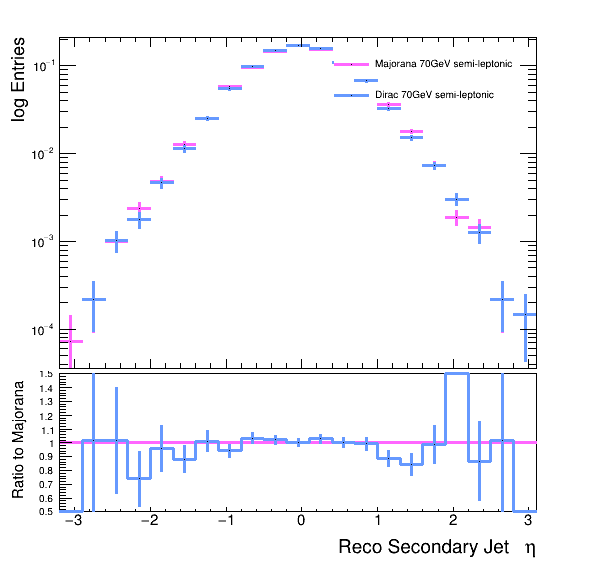 log Entries
10⁻¹
10⁻²
10⁻³
10⁻⁴
Majorana 70GeV semi-leptonic
Dirac 70GeV semi-leptonic
Ratio to Majorana
1.5
1.4
1.3
1.2
1.1
1
0.9
0.8
0.7
0.6
0.5
−3 −2 −1 0 1 2 3
Reco Secondary Jet η